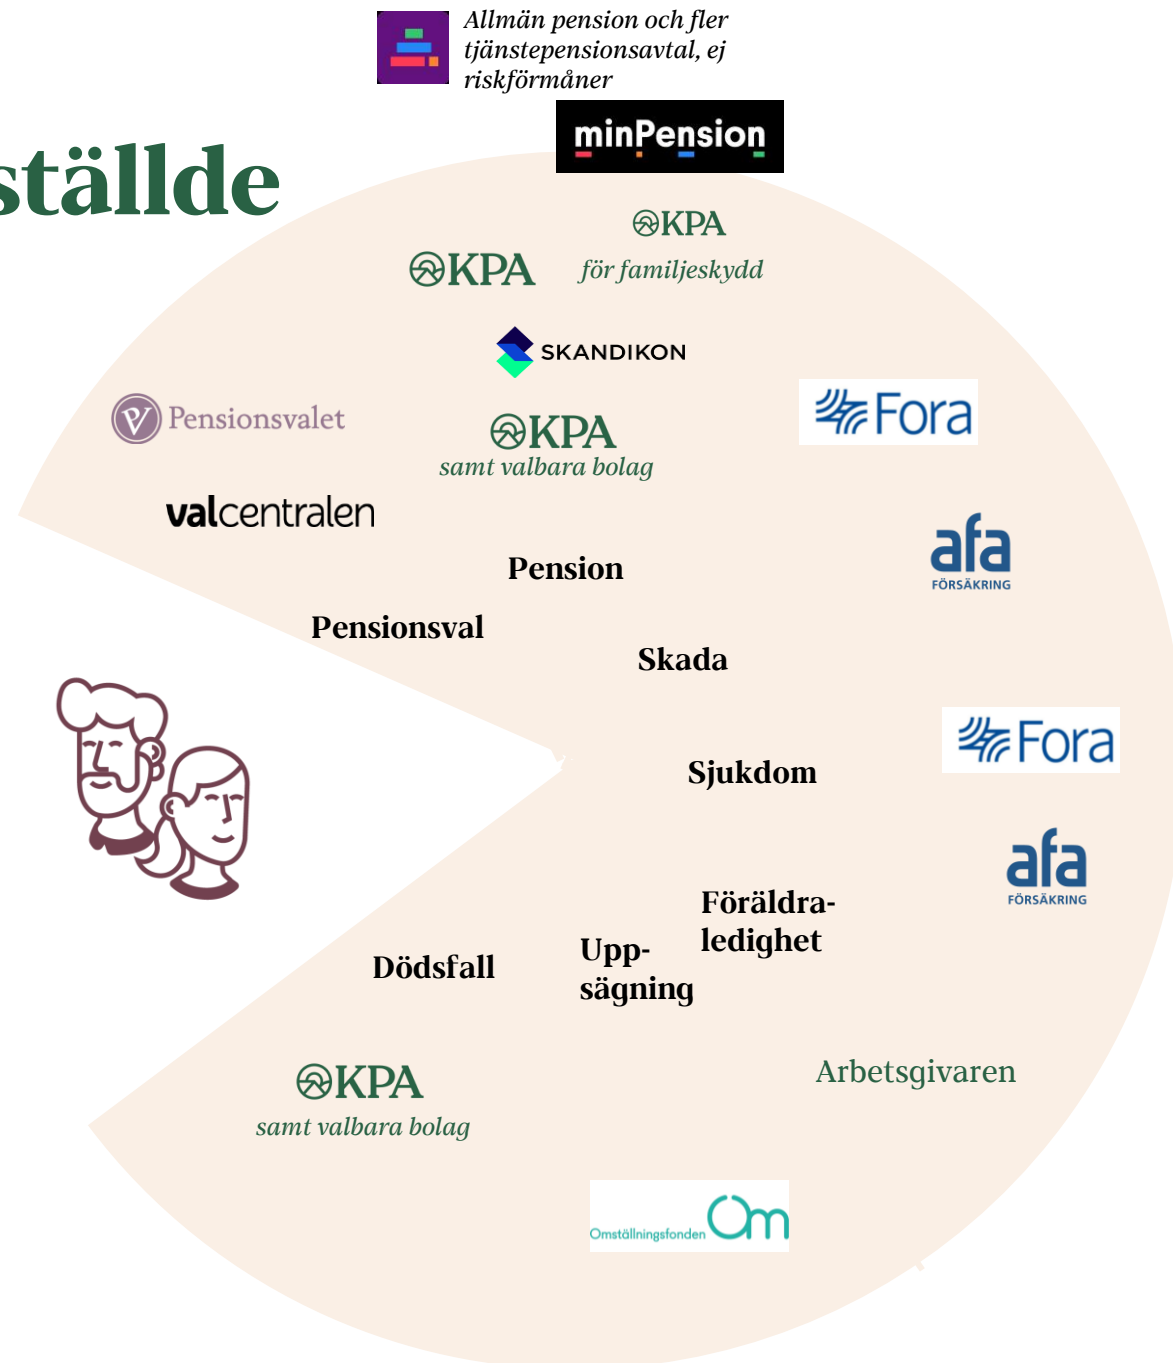 Allmän pension och fler
tjänstepensionsavtal, ej
riskförmåner
minPension
ställde
KPA
för familjeskydd
KPA
SKANDIKON
Pensionsvalet
Fora
KPA
samt valbara bolag
valcentralen
afa
FÖRSÄKRING
Pension
Pensionsval
Skada
Fora
Sjukdom
afa
FÖRSÄKRING
Föräldra-
ledighet
Upp-
sägning
Dödsfall
Arbetsgivaren
KPA
samt valbara bolag
Omställningsfonden Om